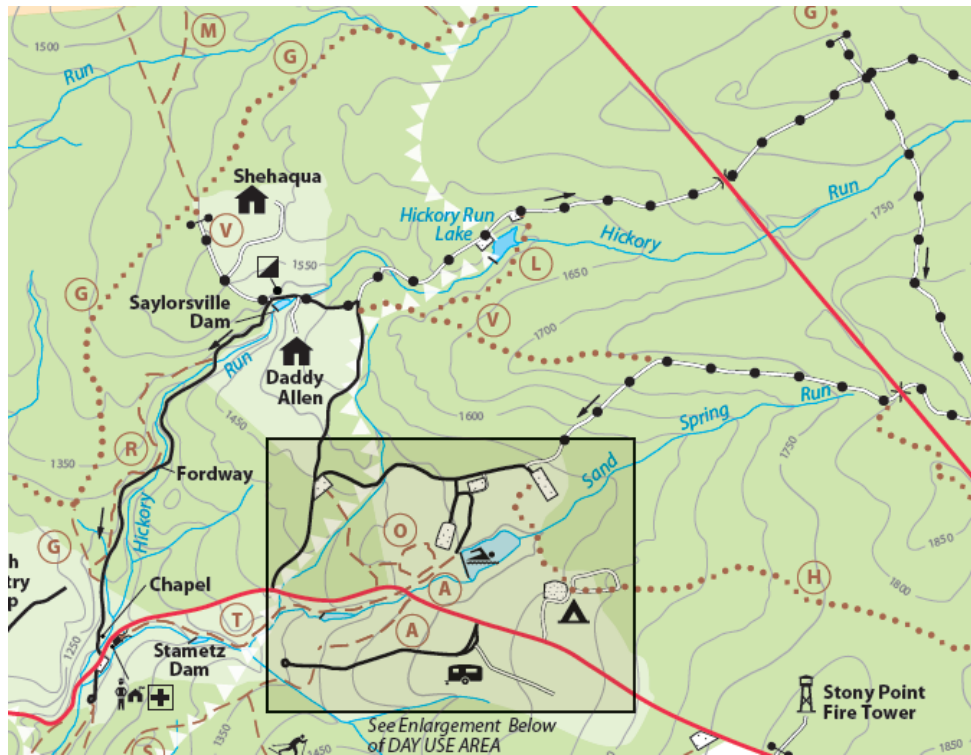 M
G
G
1500
Run
Shehaqua
Hickory Run
Lake
Hickory
Run
1750
V
L
1650
1550
G
Saylorsville
Dam
V
1700
Run
Daddy
Allen
1600
Spring
Run
1450
1750
Sand
1350
R
Fordway
1850
Hickory
O
G
h
try
p
Chapel
A
H
1800
T
A
1250
Stametz
Dam
Stony Point
Fire Tower
See Enlargement Below
of DAY USE AREA
S
1450
1850